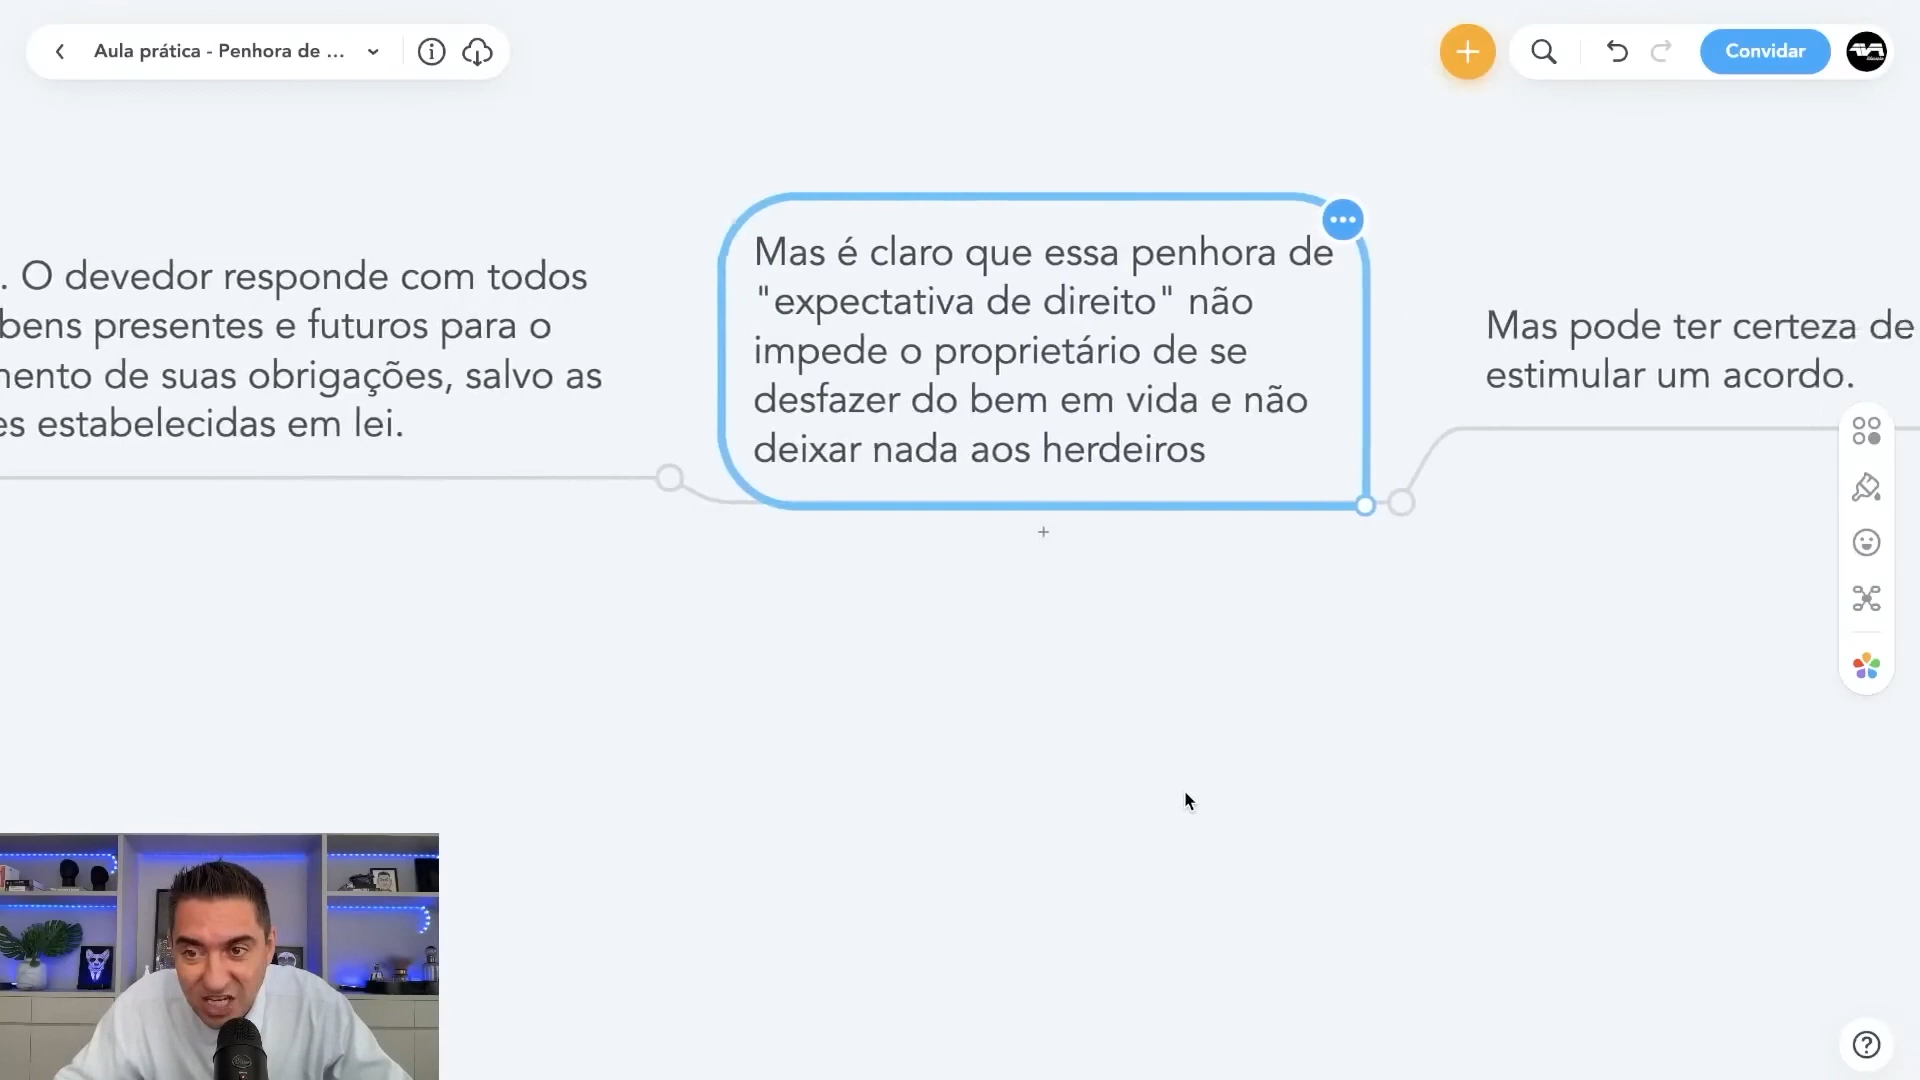 Aula prática - Penhora de ...
Convidar
. O devedor responde com todos
bens presentes e futuros para o
mento de suas obrigações, salvo as
es estabelecidas em lei.
Mas é claro que essa penhora de
"expectativa de direito" não
impede o proprietário de se
desfazer do bem em vida e não
deixar nada aos herdeiros
Mas pode ter certeza de
estimular um acordo.